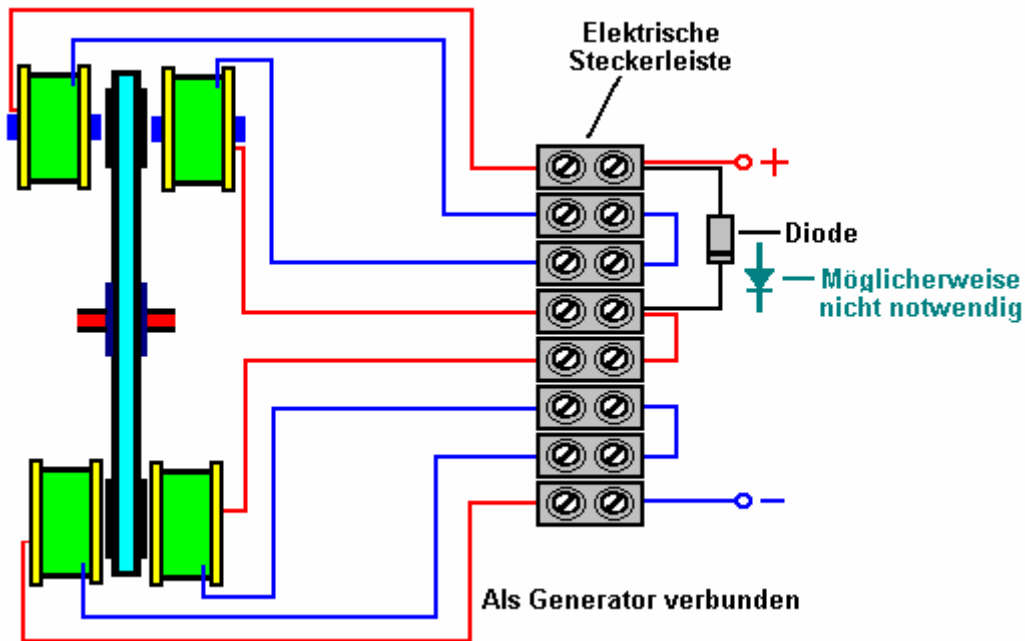 Elektrische
Steckerleiste
+
Diode
Möglicherweise
nicht notwendig
−
Als Generator verbunden